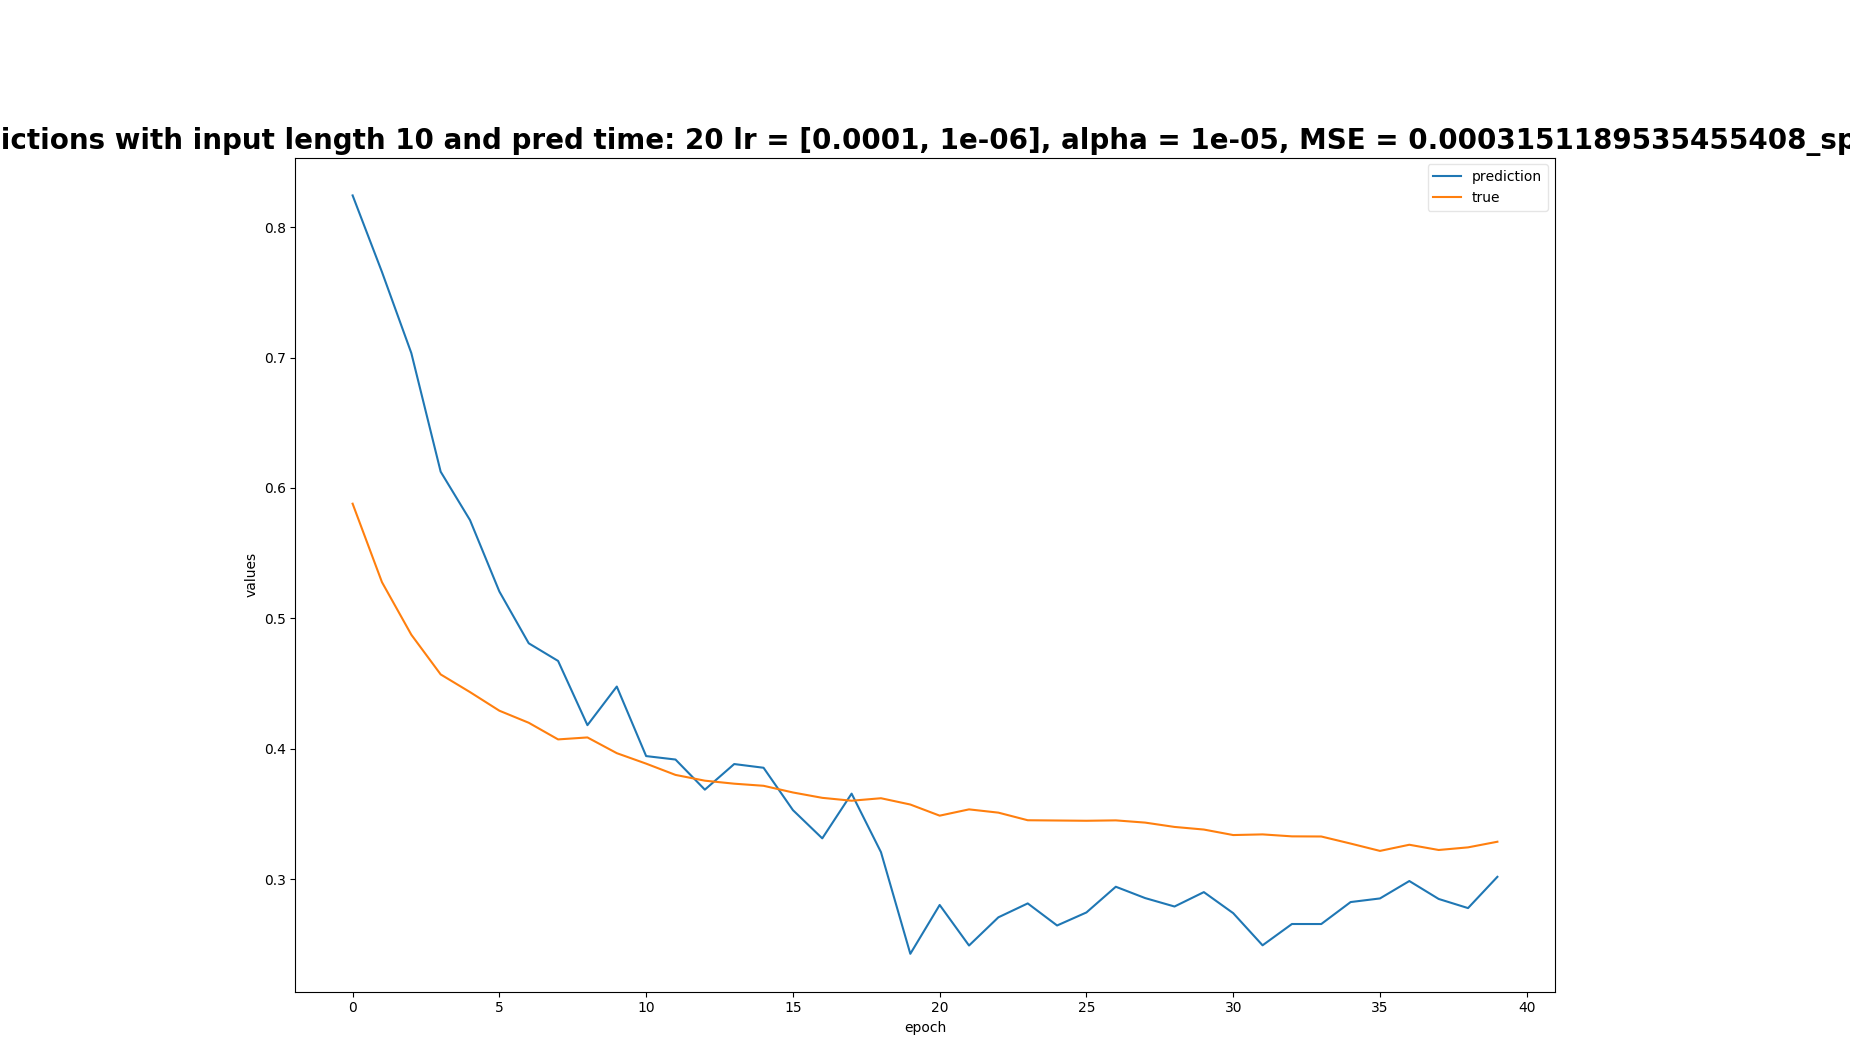 ictions with input length 10 and pred time: 20 lr = [0.0001, 1e-06], alpha = 1e-05, MSE = 0.0003151189535455408_sp
prediction
true
0.8
0.7
0.6
0.5
0.4
0.3
values
0 5 10 15 20 25 30 35 40
epoch